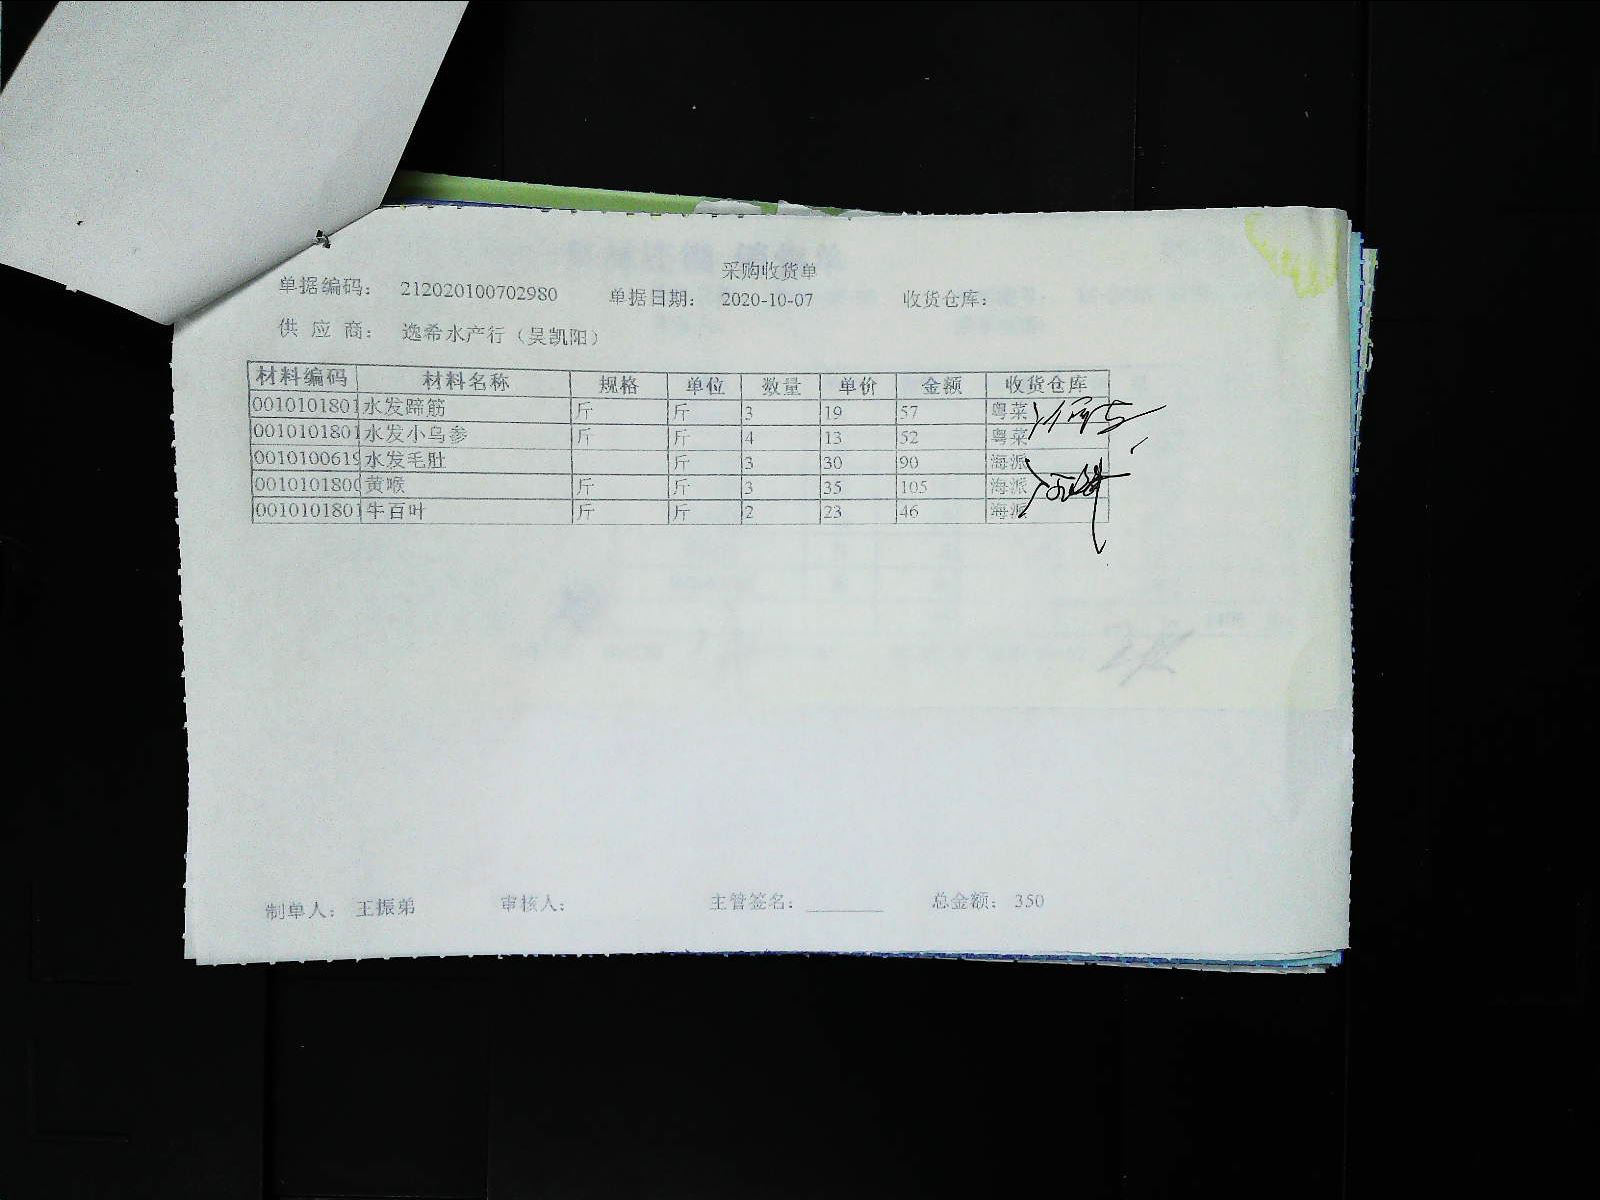 采购收货单
单据编码： 212020100702980 单据日期： 2020-10-07 收货仓库：
供 应 商： 逸希水产行（吴凯阳）
材料编码 材料名称 规格 单位 数量 单价 金额 收货仓库
0010101801 水发蹄筋 斤 斤 3 19 57 粤菜
0010101801 水发小乌参 斤 斤 4 13 52 粤菜
0010100619 水发毛肚 斤 3 30 90 海派
0010101800 黄喉 斤 斤 3 35 105 海派
0010101801 牛百叶 斤 斤 2 23 46 海派
制单人： 王振弟 审核人： 主管签名： 总金额： 350